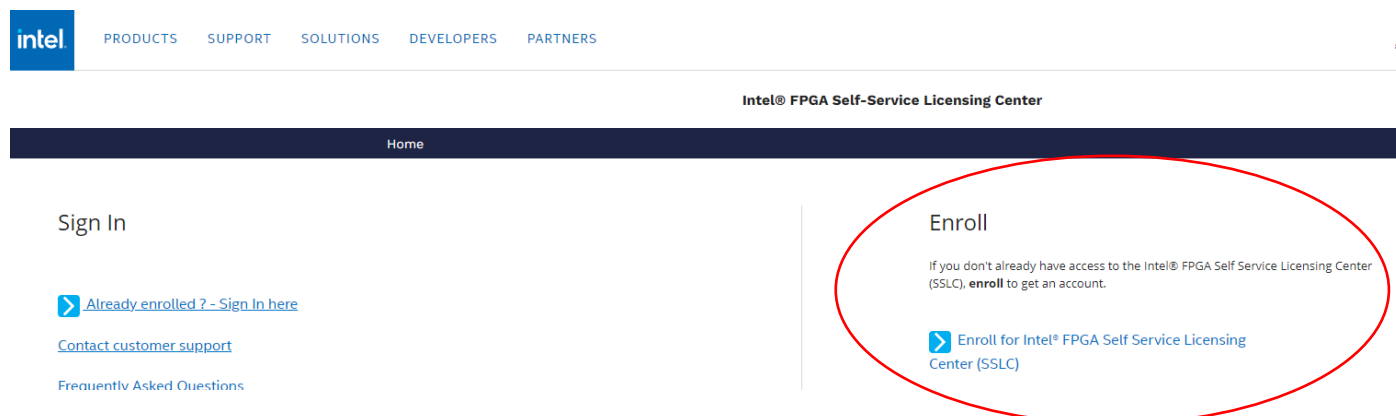 intel.
PRODUCTS SUPPORT SOLUTIONS DEVELOPERS PARTNERS
Intel® FPGA Self-Service Licensing Center
Home
Sign In
Already enrolled ? - Sign In here
Contact customer support
Frequently Asked Questions
Enroll
If you don't already have access to the Intel® FPGA Self Service Licensing Center
(SSLC), enroll to get an account.
Enroll for Intel® FPGA Self Service Licensing
Center (SSLC)